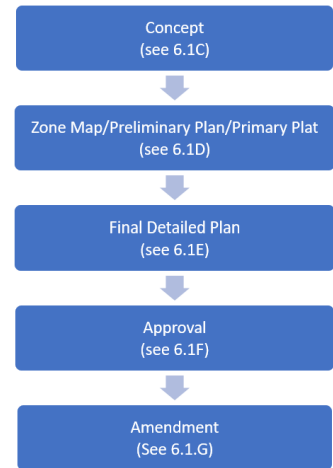 Concept
(see 6.1C)
Zone Map/Preliminary Plan/Primary Plat
(see 6.1D)
Final Detailed Plan
(see 6.1E)
Approval
(see 6.1F)
Amendment
(See 6.1.G)